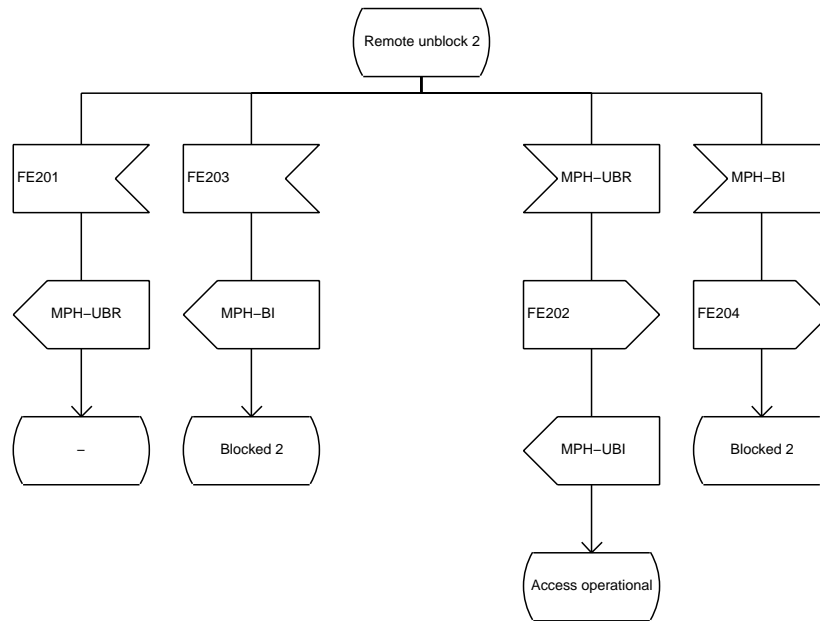 Remote unblock 2
FE201
FE203
MPH−UBR
MPH−BI
MPH−UBR
MPH−BI
FE202
FE204
−
Blocked 2
MPH−UBI
Blocked 2
Access operational